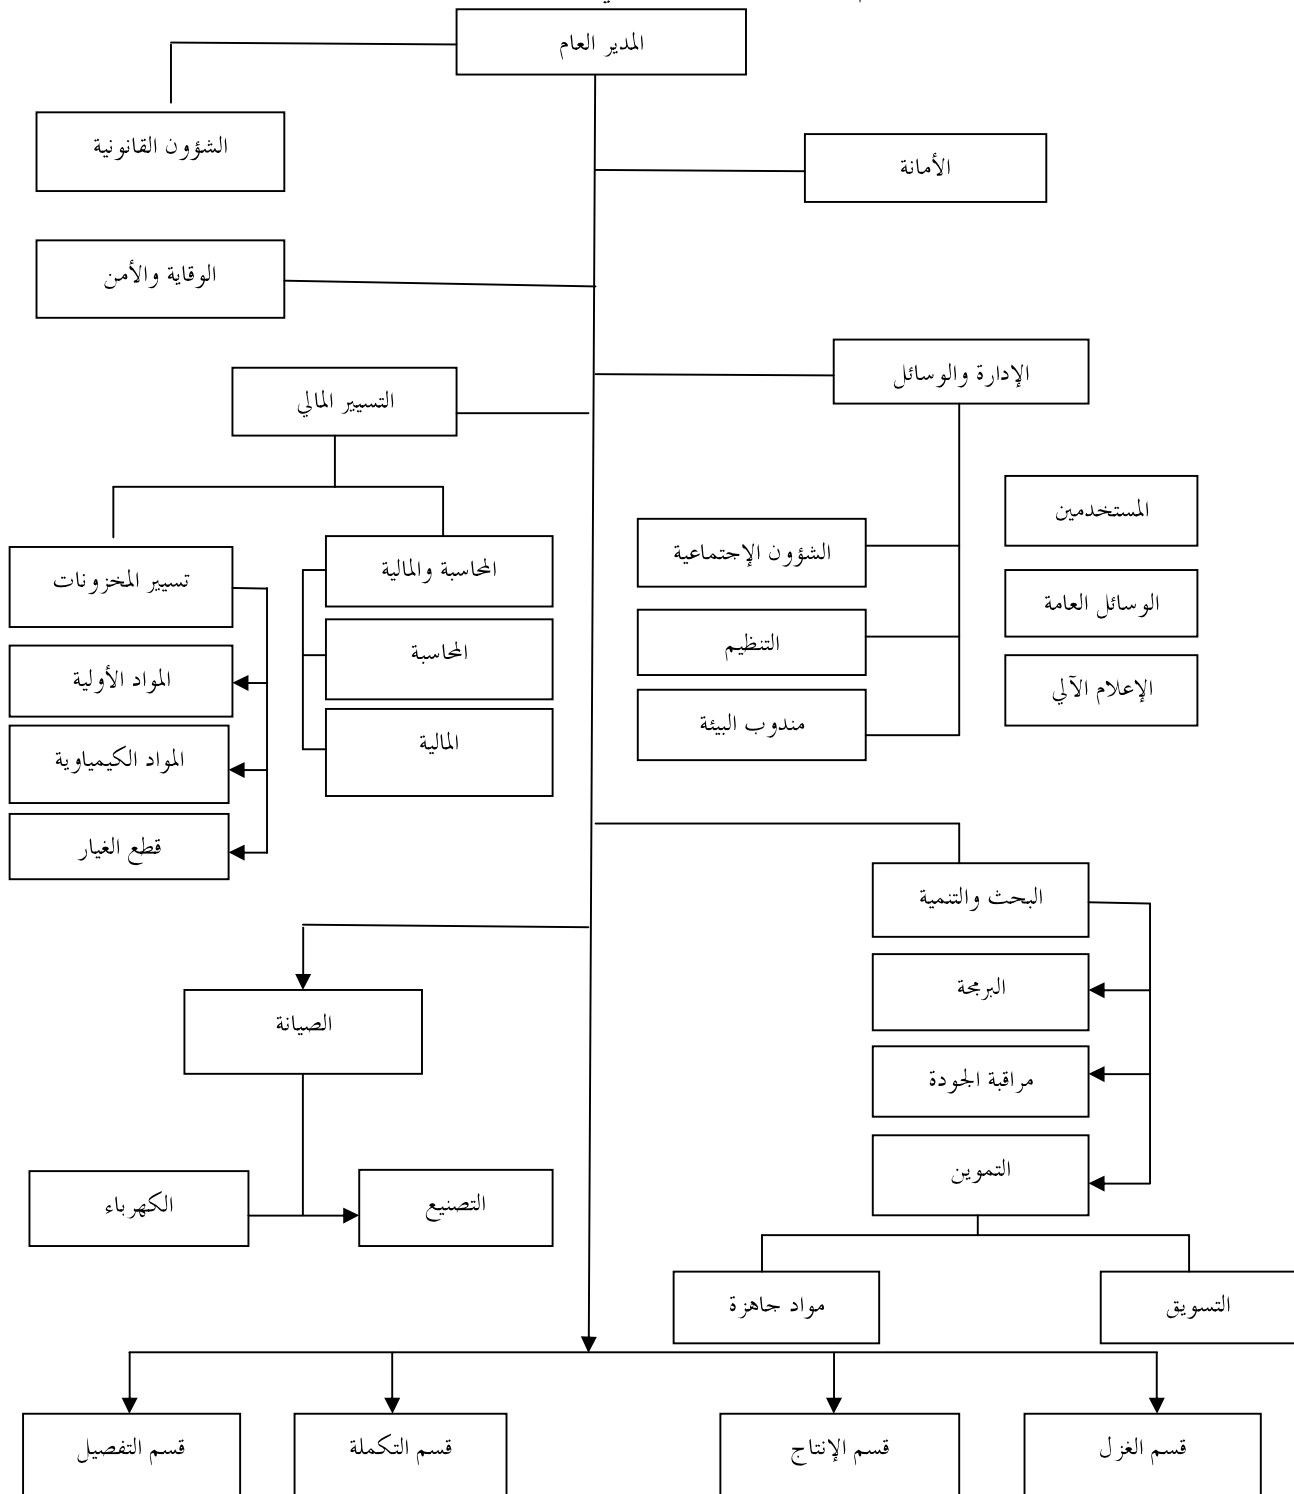 المدير العام
الشؤون القانونية
الأمانة
الوقاية والأمن
الإدارة والوسائل
التسيير المالي
المستخدمين
الشؤون الإجتماعية
المحاسبة والمالية
تسيير المخزونات
الوسائل العامة
التنظيم
المحاسبة
المواد الأولية
الإعلام الآلي
مندوب البيئة
المالية
المواد الكيمياوية
قطع الغيار
البحث والتنمية
البرمجة
الصيانة
مراقبة الجودة
التموين
التصنيع
الكهرباء
التسويق
مواد جاهزة
قسم الغزل
قسم الإنتاج
قسم التكملة
قسم التفصيل